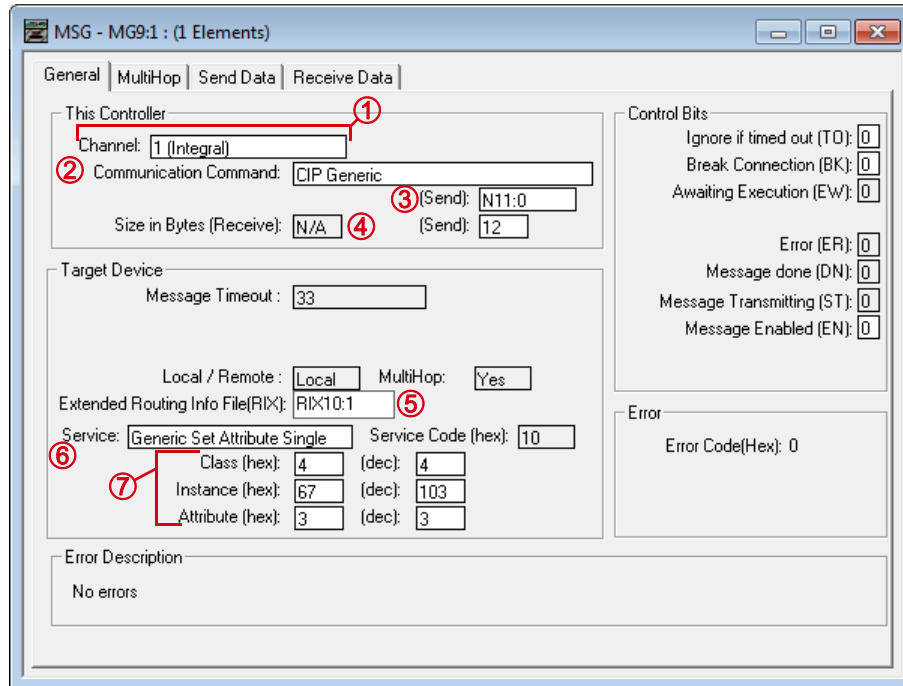 MSG - MG9:1 : (1 Elements)
General MultiHop Send Data Receive Data
This Controller
①
Channel: 1 (Integral)
② Communication Command: CIP Generic
③ (Send): N11:0
Size in Bytes (Receive): N/A ④ (Send): 12
Target Device
Message Timeout : 33
Local / Remote : Local MultiHop: Yes
Extended Routing Info File(RIX): RIX10:1 ⑤
Service: Generic Set Attribute Single Service Code (hex): 10
⑥
Class (hex): 4 (dec): 4
⑦
Instance (hex): 67 (dec): 103
Attribute (hex): 3 (dec): 3
Control Bits
Ignore if timed out (TO): 0
Break Connection (BK): 0
Awaiting Execution (EW): 0
Error (ER): 0
Message done (DN): 0
Message Transmitting (ST): 0
Message Enabled (EN): 0
Error
Error Code(Hex): 0
Error Description
No errors